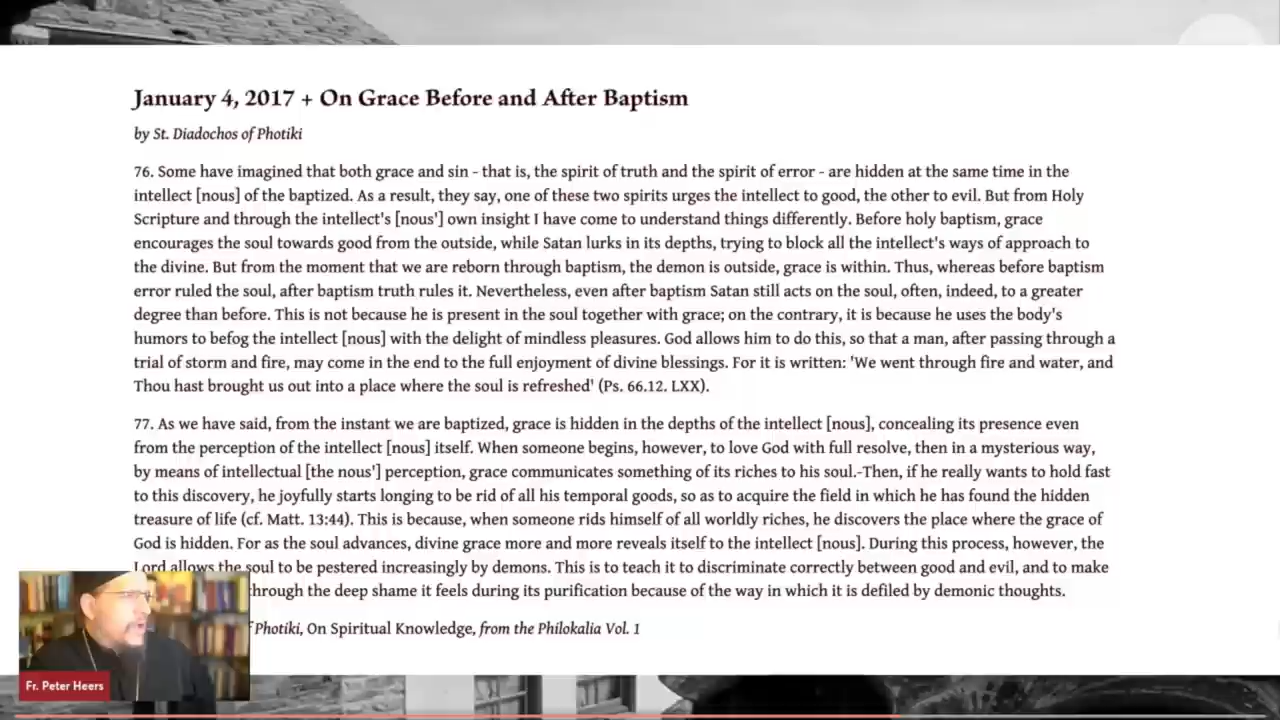 January 4, 2017 + On Grace Before and After Baptism
by St. Diadochos of Photiki
76. Some have imagined that both grace and sin - that is, the spirit of truth and the spirit of error - are hidden at the same time in the
intellect [nous] of the baptized. As a result, they say, one of these two spirits urges the intellect to good, the other to evil. But from Holy
Scripture and through the intellect's [nous'] own insight I have come to understand things differently. Before holy baptism, grace
encourages the soul towards good from the outside, while Satan lurks in its depths, trying to block all the intellect's ways of approach to
the divine. But from the moment that we are reborn through baptism, the demon is outside, grace is within. Thus, whereas before baptism
error ruled the soul, after baptism truth rules it. Nevertheless, even after baptism Satan still acts on the soul, often, indeed, to a greater
degree than before. This is not because he is present in the soul together with grace; on the contrary, it is because he uses the body's
humors to befog the intellect [nous] with the delight of mindless pleasures. God allows him to do this, so that a man, after passing through a
trial of storm and fire, may come in the end to the full enjoyment of divine blessings. For it is written: 'We went through fire and water, and
Thou hast brought us out into a place where the soul is refreshed' (Ps. 66.12. LXX).
77. As we have said, from the instant we are baptized, grace is hidden in the depths of the intellect [nous], concealing its presence even
from the perception of the intellect [nous] itself. When someone begins, however, to love God with full resolve, then in a mysterious way,
by means of intellectual [the nous'] perception, grace communicates something of its riches to his soul.-Then, if he really wants to hold fast
to this discovery, he joyfully starts longing to be rid of all his temporal goods, so as to acquire the field in which he has found the hidden
treasure of life (cf. Matt. 13:44). This is because, when someone rids himself of all worldly riches, he discovers the place where the grace of
God is hidden. For as the soul advances, divine grace more and more reveals itself to the intellect [nous]. During this process, however, the
Lord allows the soul to be pestered increasingly by demons. This is to teach it to discriminate correctly between good and evil, and to make
through the deep shame it feels during its purification because of the way in which it is defiled by demonic thoughts.
Photiki, On Spiritual Knowledge, from the Philokalia Vol. 1
Fr. Peter Heers